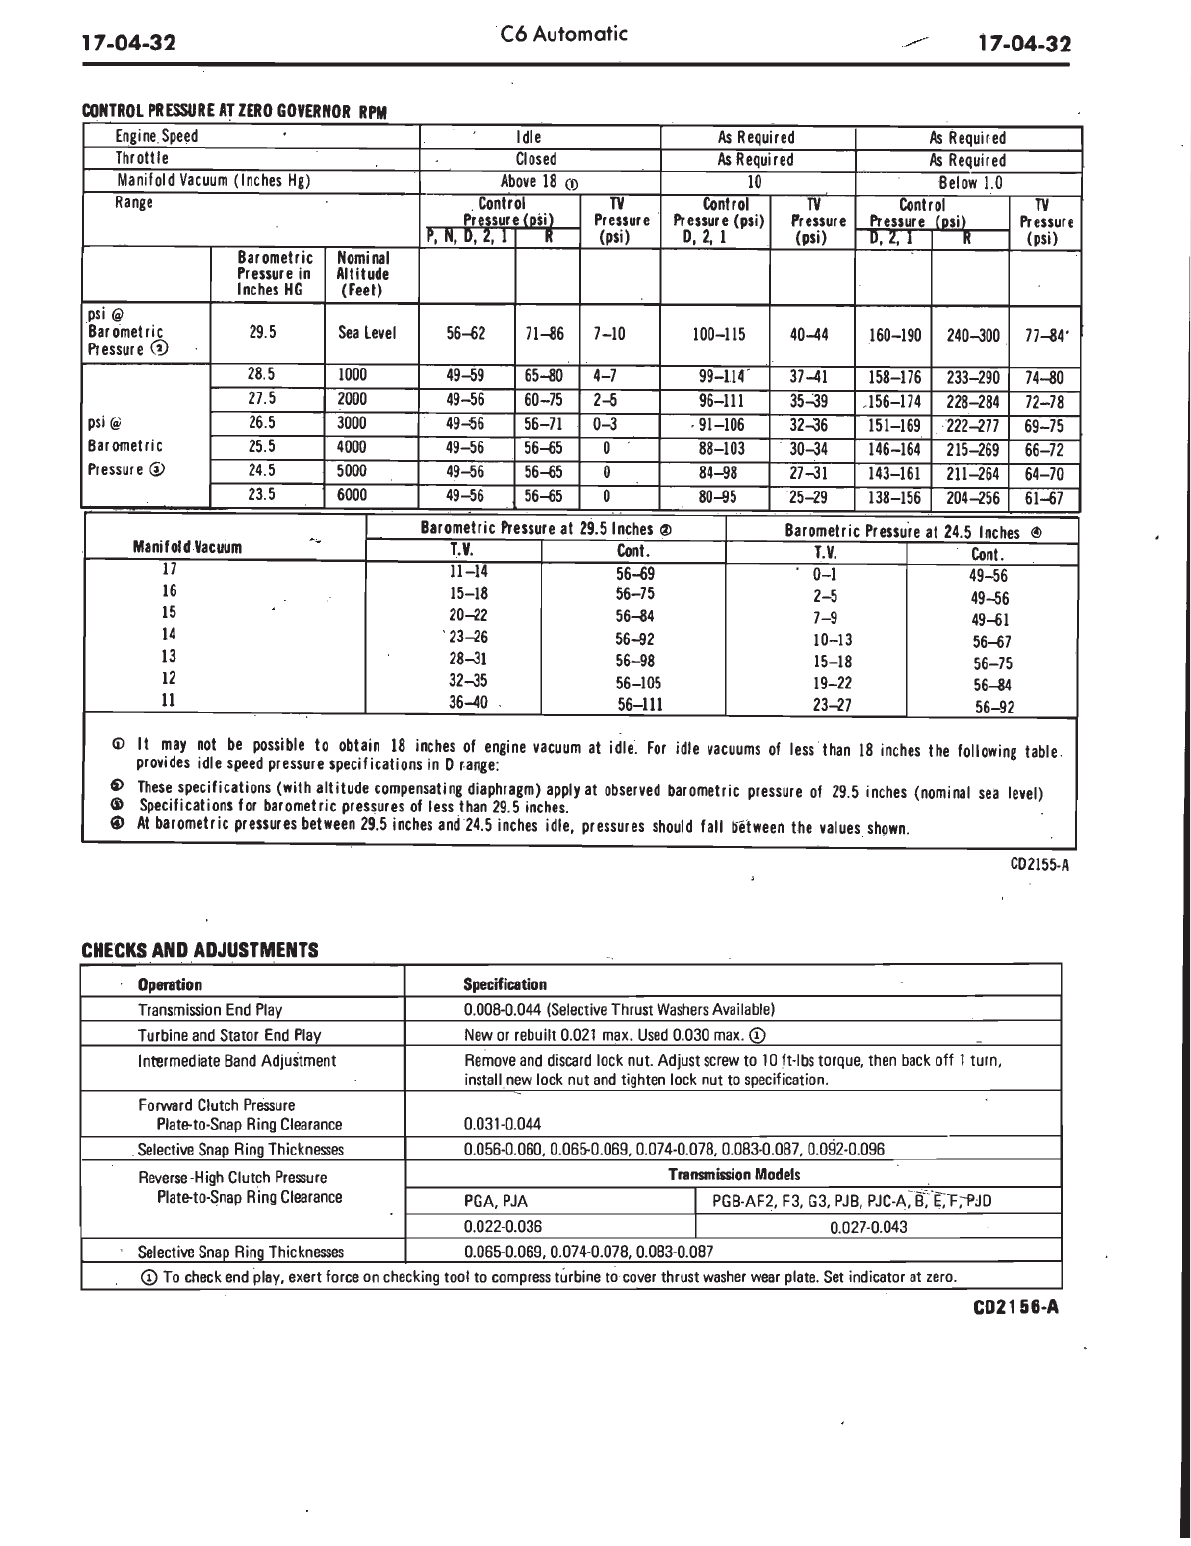 17-04-32 C6 Automatic 17-04-32
CONTROL PRESSURE AT ZERO GOVERNOR RPM
Engine Speed Idle As Required As Required
Throttle Closed As Required As Required
Manifold Vacuum (Inches Hg) Above 18 ① 10 Below 1.0
Range Control Pressure (psi) TV Pressure (psi) Control Pressure (psi) TV Pressure (psi) Control Pressure (psi) TV Pressure (psi)
P, N, D, 2, 1 R D, 2, 1 D, 2, 1 R
Barometric Pressure in Inches HG Nominal Altitude (Feet)
psi @ Barometric Pressure ② 29.5 Sea Level 56–62 71–86 7–10 100–115 40–44 160–190 240–300 77–84
psi @ Barometric Pressure ③
28.5 1000 49–59 65–80 4–7 99–114 37–41 158–176 233–290 74–80
27.5 2000 49–56 60–75 2–5 96–111 35–39 156–174 228–284 72–78
26.5 3000 49–56 56–71 0–3 91–106 32–36 151–169 222–277 69–75
25.5 4000 49–56 56–65 0 88–103 30–34 146–164 215–269 66–72
24.5 5000 49–56 56–65 0 84–98 27–31 143–161 211–264 64–70
23.5 6000 49–56 56–65 0 80–95 25–29 138–156 204–256 61–67
Manifold Vacuum Barometric Pressure at 29.5 Inches ② Barometric Pressure at 24.5 Inches ④
T.V. Cont. T.V. Cont.
17 11–14 56–69 0–1 49–56
16 15–18 56–75 2–5 49–56
15 20–22 56–84 7–9 49–61
14 23–26 56–92 10–13 56–67
13 28–31 56–98 15–18 56–75
12 32–35 56–105 19–22 56–84
11 36–40 56–111 23–27 56–92
① It may not be possible to obtain 18 inches of engine vacuum at idle. For idle vacuums of less than 18 inches the following table
provides idle speed pressure specifications in D range:
② These specifications (with altitude compensating diaphragm) apply at observed barometric pressure of 29.5 inches (nominal sea level)
③ Specifications for barometric pressures of less than 29.5 inches.
④ At barometric pressures between 29.5 inches and 24.5 inches idle, pressures should fall between the values shown.
CD2155-A
CHECKS AND ADJUSTMENTS
Operation Specification
Transmission End Play 0.008-0.044 (Selective Thrust Washers Available)
Turbine and Stator End Play New or rebuilt 0.021 max. Used 0.030 max. ①
Intermediate Band Adjustment Remove and discard lock nut. Adjust screw to 10 ft-lbs torque, then back off 1 turn,
install new lock nut and tighten lock nut to specification.
Forward Clutch Pressure
Plate-to-Snap Ring Clearance 0.031-0.044
Selective Snap Ring Thicknesses 0.056-0.060, 0.065-0.069, 0.074-0.078, 0.083-0.087, 0.092-0.096
Reverse-High Clutch Pressure Transmission Models
Plate-to-Snap Ring Clearance PGA, PJA PGB-AF2, F3, G3, PJB, PJC-A, B, E, F, PJD
0.022-0.036 0.027-0.043
Selective Snap Ring Thicknesses 0.065-0.069, 0.074-0.078, 0.083-0.087
① To check end play, exert force on checking tool to compress turbine to cover thrust washer wear plate. Set indicator at zero.
CD2156-A